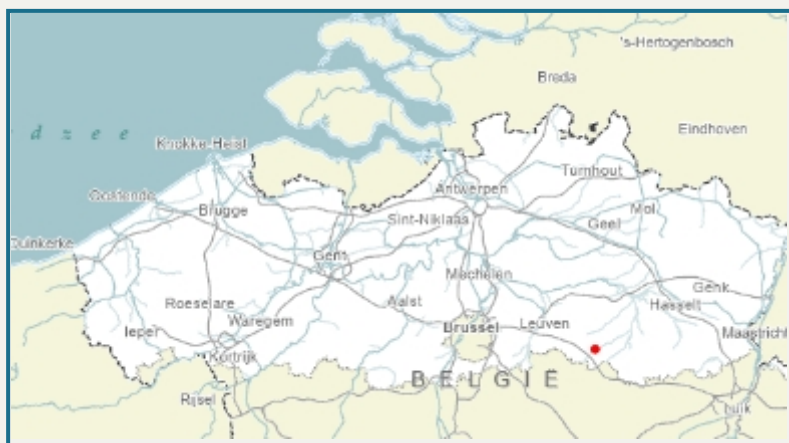 's-Hertogenbosch
Breda
Eindhoven
dzee
Knokke-Heist
Turnhout
Antwerpen
Oostende
Brugge
Sint-Niklaas
Geel
Mol
Duinkerke
Gent
Mechelen
Genk
Roeselare
Aalst
Hasselt
Ieper
Waregem
Brussel
Leuven
Maastricht
Kortrijk
BELGIË
Rijsel
Luik